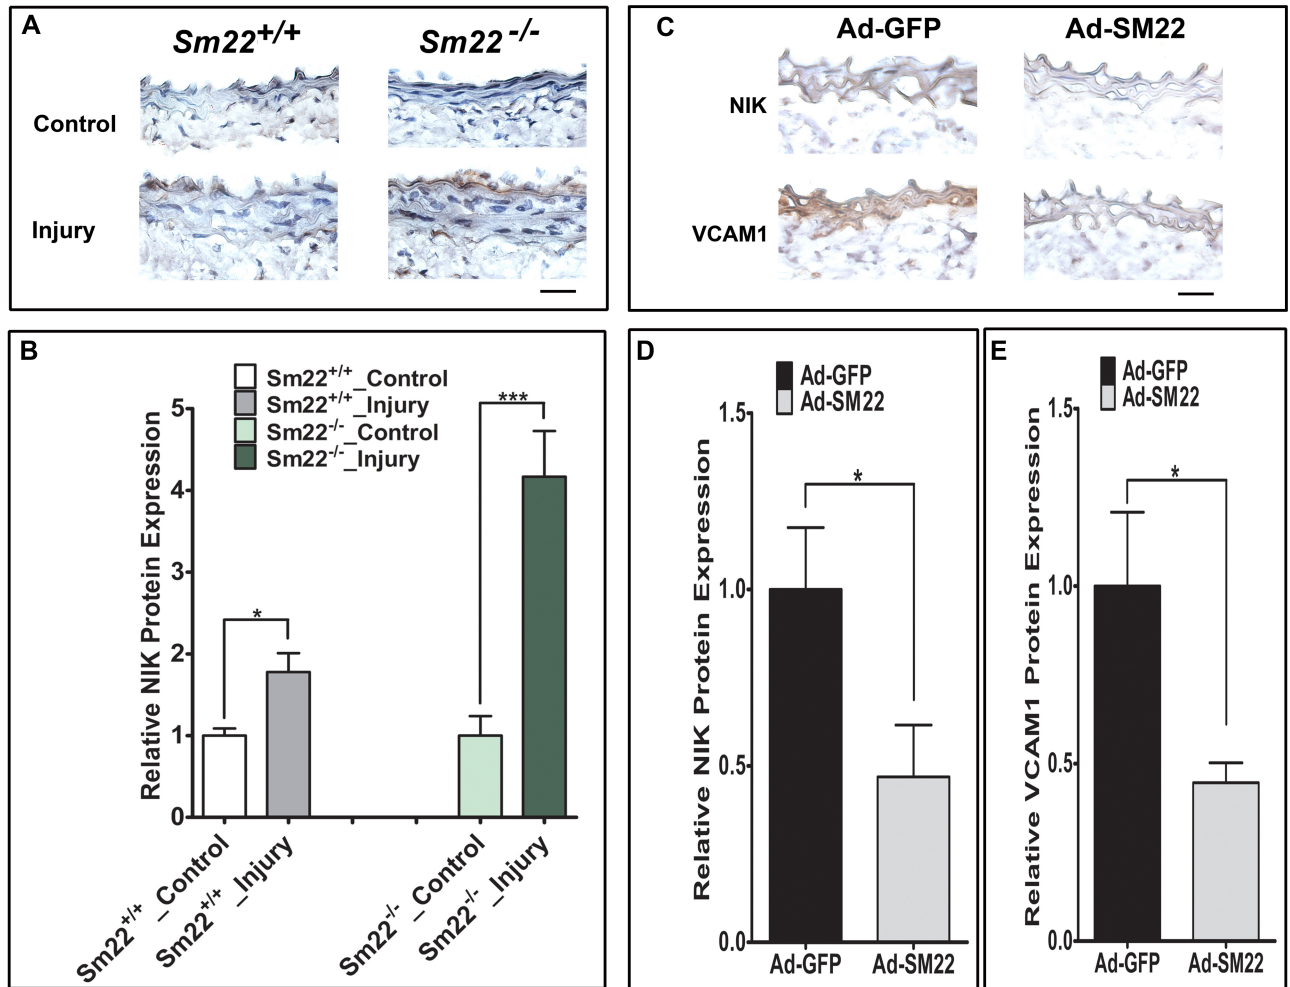 A
Sm22+/+
Sm22-/-
Control
Injury
C
Ad-GFP
Ad-SM22
NIK
VCAM1
B
Sm22+/+_Control
Sm22+/+_Injury
Sm22-/-_Control
Sm22-/-_Injury
Relative NIK Protein Expression
5
4
3
2
1
0
*
***
Sm22+/+_Control
Sm22+/+_Injury
Sm22-/-_Control
Sm22-/-_Injury
D
Ad-GFP
Ad-SM22
Relative NIK Protein Expression
1.5
1.0
0.5
0.0
*
Ad-GFP
Ad-SM22
E
Ad-GFP
Ad-SM22
Relative VCAM1 Protein Expression
1.5
1.0
0.5
0.0
*
Ad-GFP
Ad-SM22